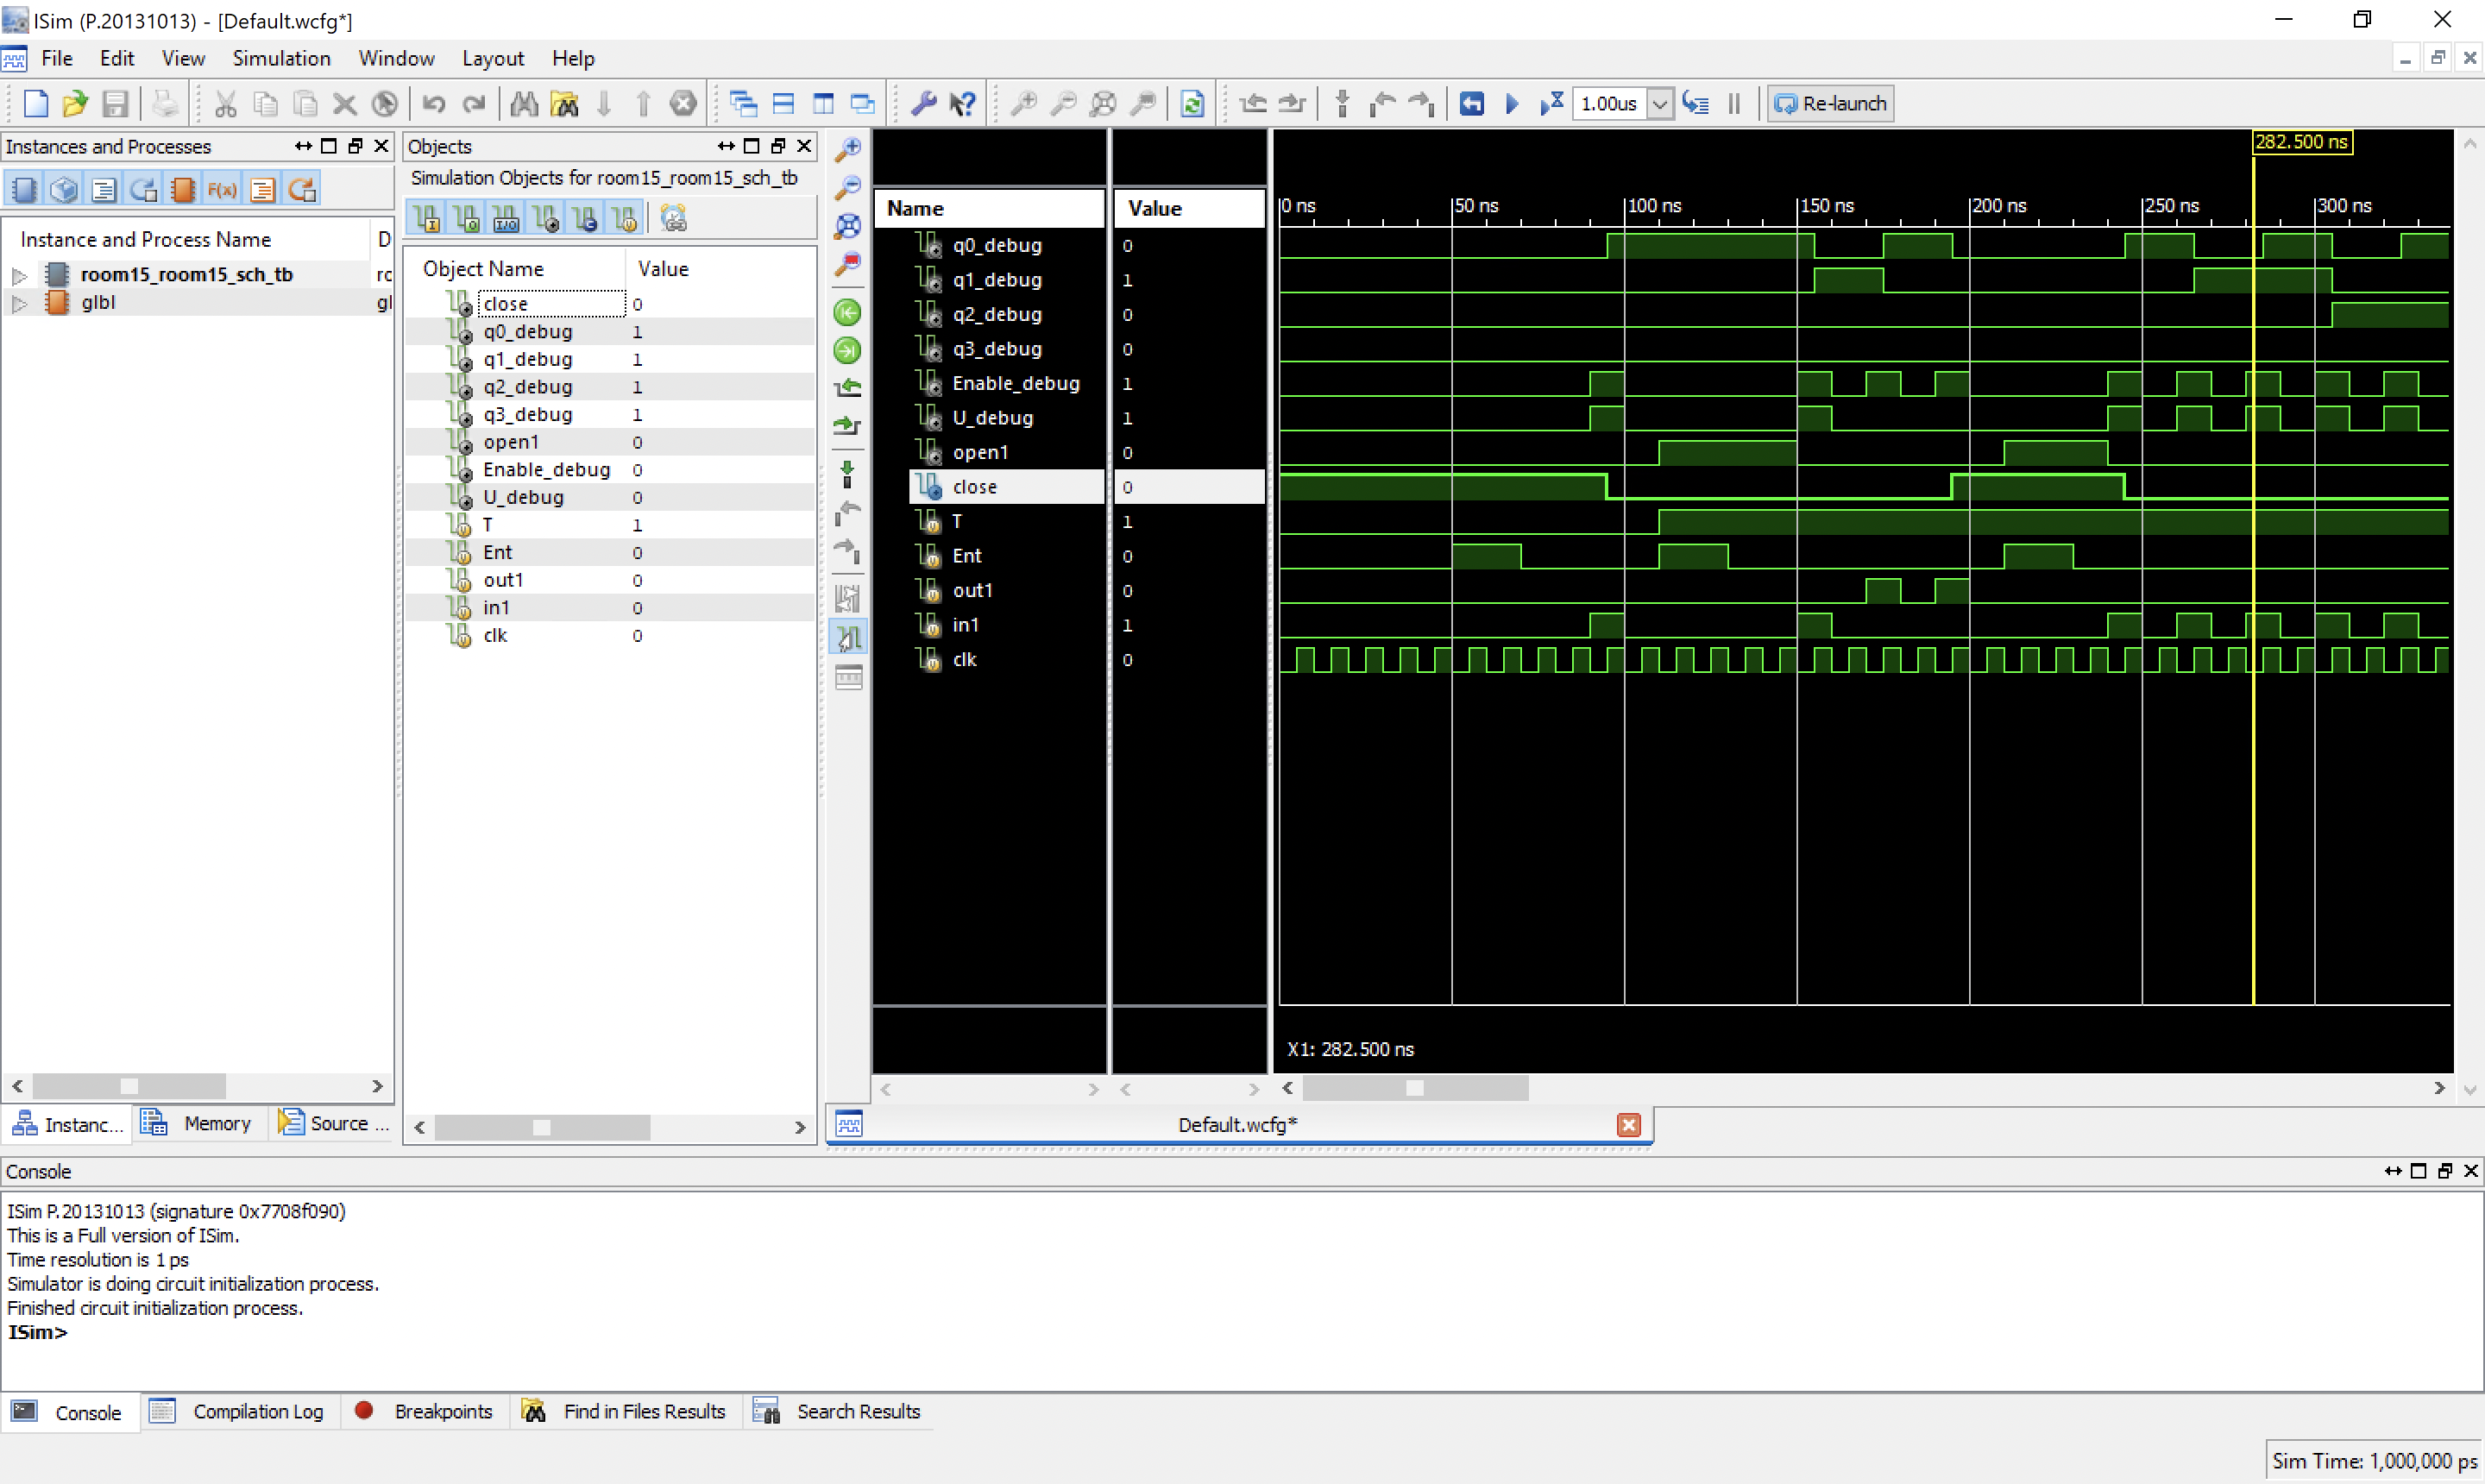 ISim (P.20131013) - [Default.wcfg*]
File Edit View Simulation Window Layout Help
1.00us Re-launch
Instances and Processes
F(x)
Instance and Process Name D
room15_room15_sch_tb rc
glbl gl
Instanc... Memory Source ...
Objects
Simulation Objects for room15_room15_sch_tb
I O I/O C U
Object Name Value
close 0
q0_debug 1
q1_debug 1
q2_debug 1
q3_debug 1
open1 0
Enable_debug 0
U_debug 0
T 1
Ent 0
out1 0
in1 0
clk 0
282.500 ns
Name Value
0 ns 50 ns 100 ns 150 ns 200 ns 250 ns 300 ns
q0_debug 0
q1_debug 1
q2_debug 0
q3_debug 0
Enable_debug 1
U_debug 1
open1 0
close 0
T 1
Ent 0
out1 0
in1 1
clk 0
X1: 282.500 ns
Default.wcfg*
Console
ISim P.20131013 (signature 0x7708f090)
This is a Full version of ISim.
Time resolution is 1 ps
Simulator is doing circuit initialization process.
Finished circuit initialization process.
ISim>
Console Compilation Log Breakpoints Find in Files Results Search Results
Sim Time: 1,000,000 ps